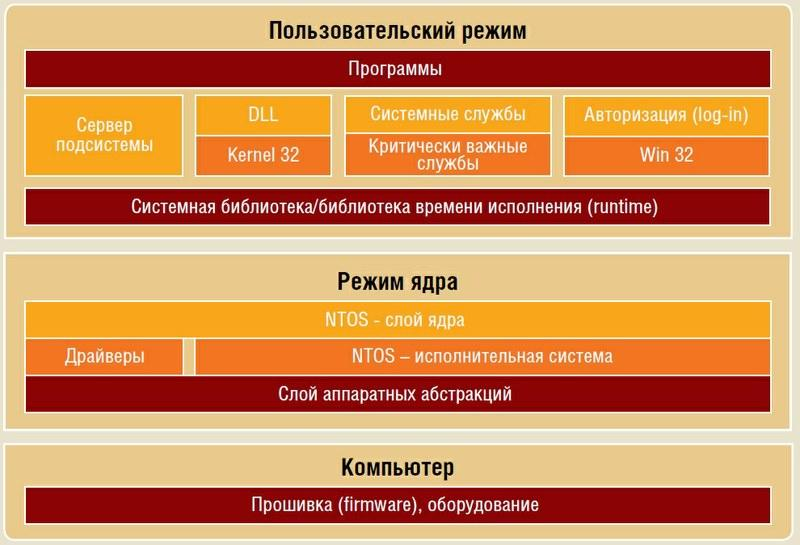 Пользовательский режим
Программы
Сервер
подсистемы
DLL
Kernel 32
Системные службы
Критически важные
службы
Авторизация (log-in)
Win 32
Системная библиотека/библиотека времени исполнения (runtime)
Режим ядра
NTOS - слой ядра
Драйверы
NTOS – исполнительная система
Слой аппаратных абстракций
Компьютер
Прошивка (firmware), оборудование